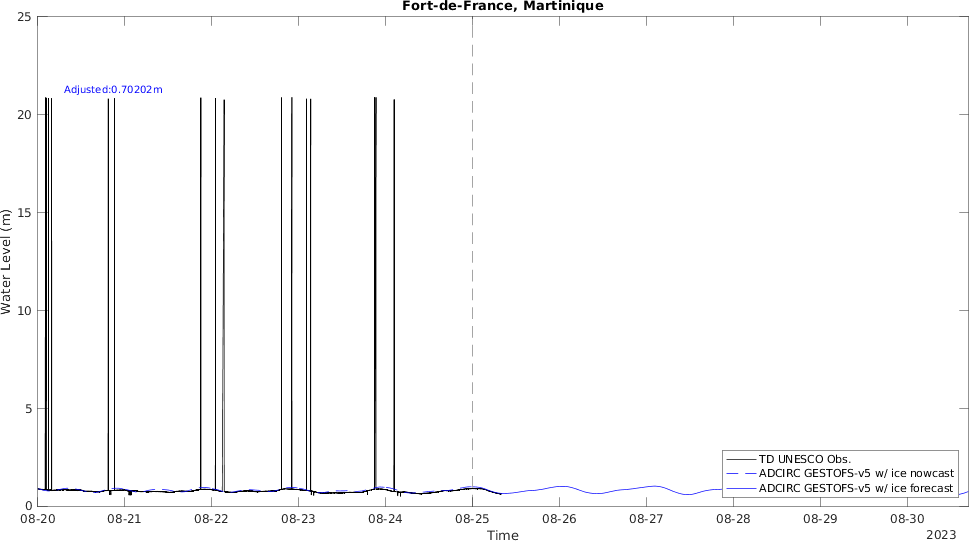 Fort-de-France, Martinique
25
20
15
10
5
0
Water Level (m)
Adjusted:0.70202m
TD UNESCO Obs.
ADCIRC GESTOFS-v5 w/ ice nowcast
ADCIRC GESTOFS-v5 w/ ice forecast
08-20 08-21 08-22 08-23 08-24 08-25 08-26 08-27 08-28 08-29 08-30
Time
2023